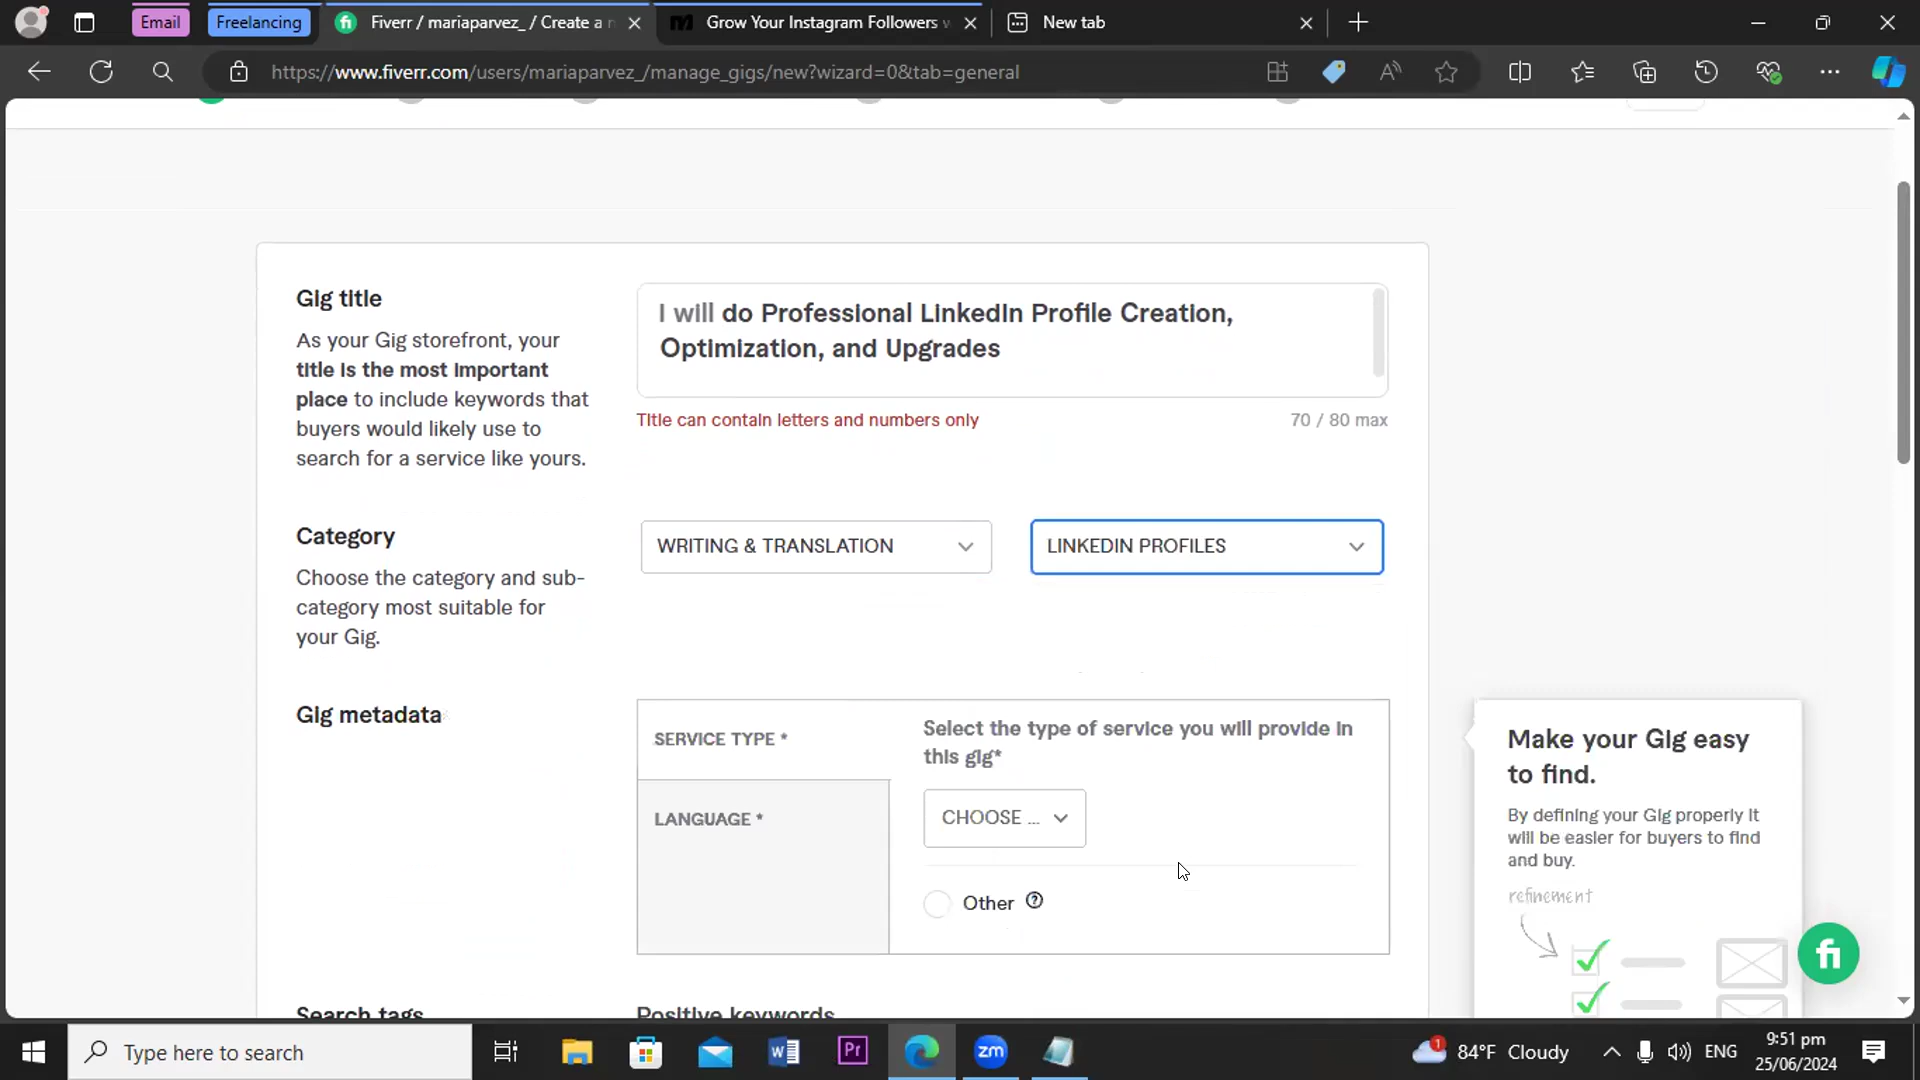 Email
Freelancing
Fiverr / mariaparvez_ / Create a n
Grow Your Instagram Followers v
New tab
https://www.fiverr.com/users/mariaparvez_/manage_gigs/new?wizard=0&tab=general
Gig title
As your Gig storefront, your
title is the most important
place to include keywords that
buyers would likely use to
search for a service like yours.
I will do Professional LinkedIn Profile Creation,
Optimization, and Upgrades
Title can contain letters and numbers only
70 / 80 max
Category
Choose the category and sub-
category most suitable for
your Gig.
WRITING & TRANSLATION
LINKEDIN PROFILES
Gig metadata
SERVICE TYPE *
LANGUAGE *
Select the type of service you will provide in
this gig*
CHOOSE ...
Other
Make your Gig easy
to find.
By defining your Gig properly it
will be easier for buyers to find
and buy.
refinement
fi
Search tags
Positive keywords
Type here to search
W
Pr
zm
1
84°F Cloudy
ENG
9:51 pm
25/06/2024